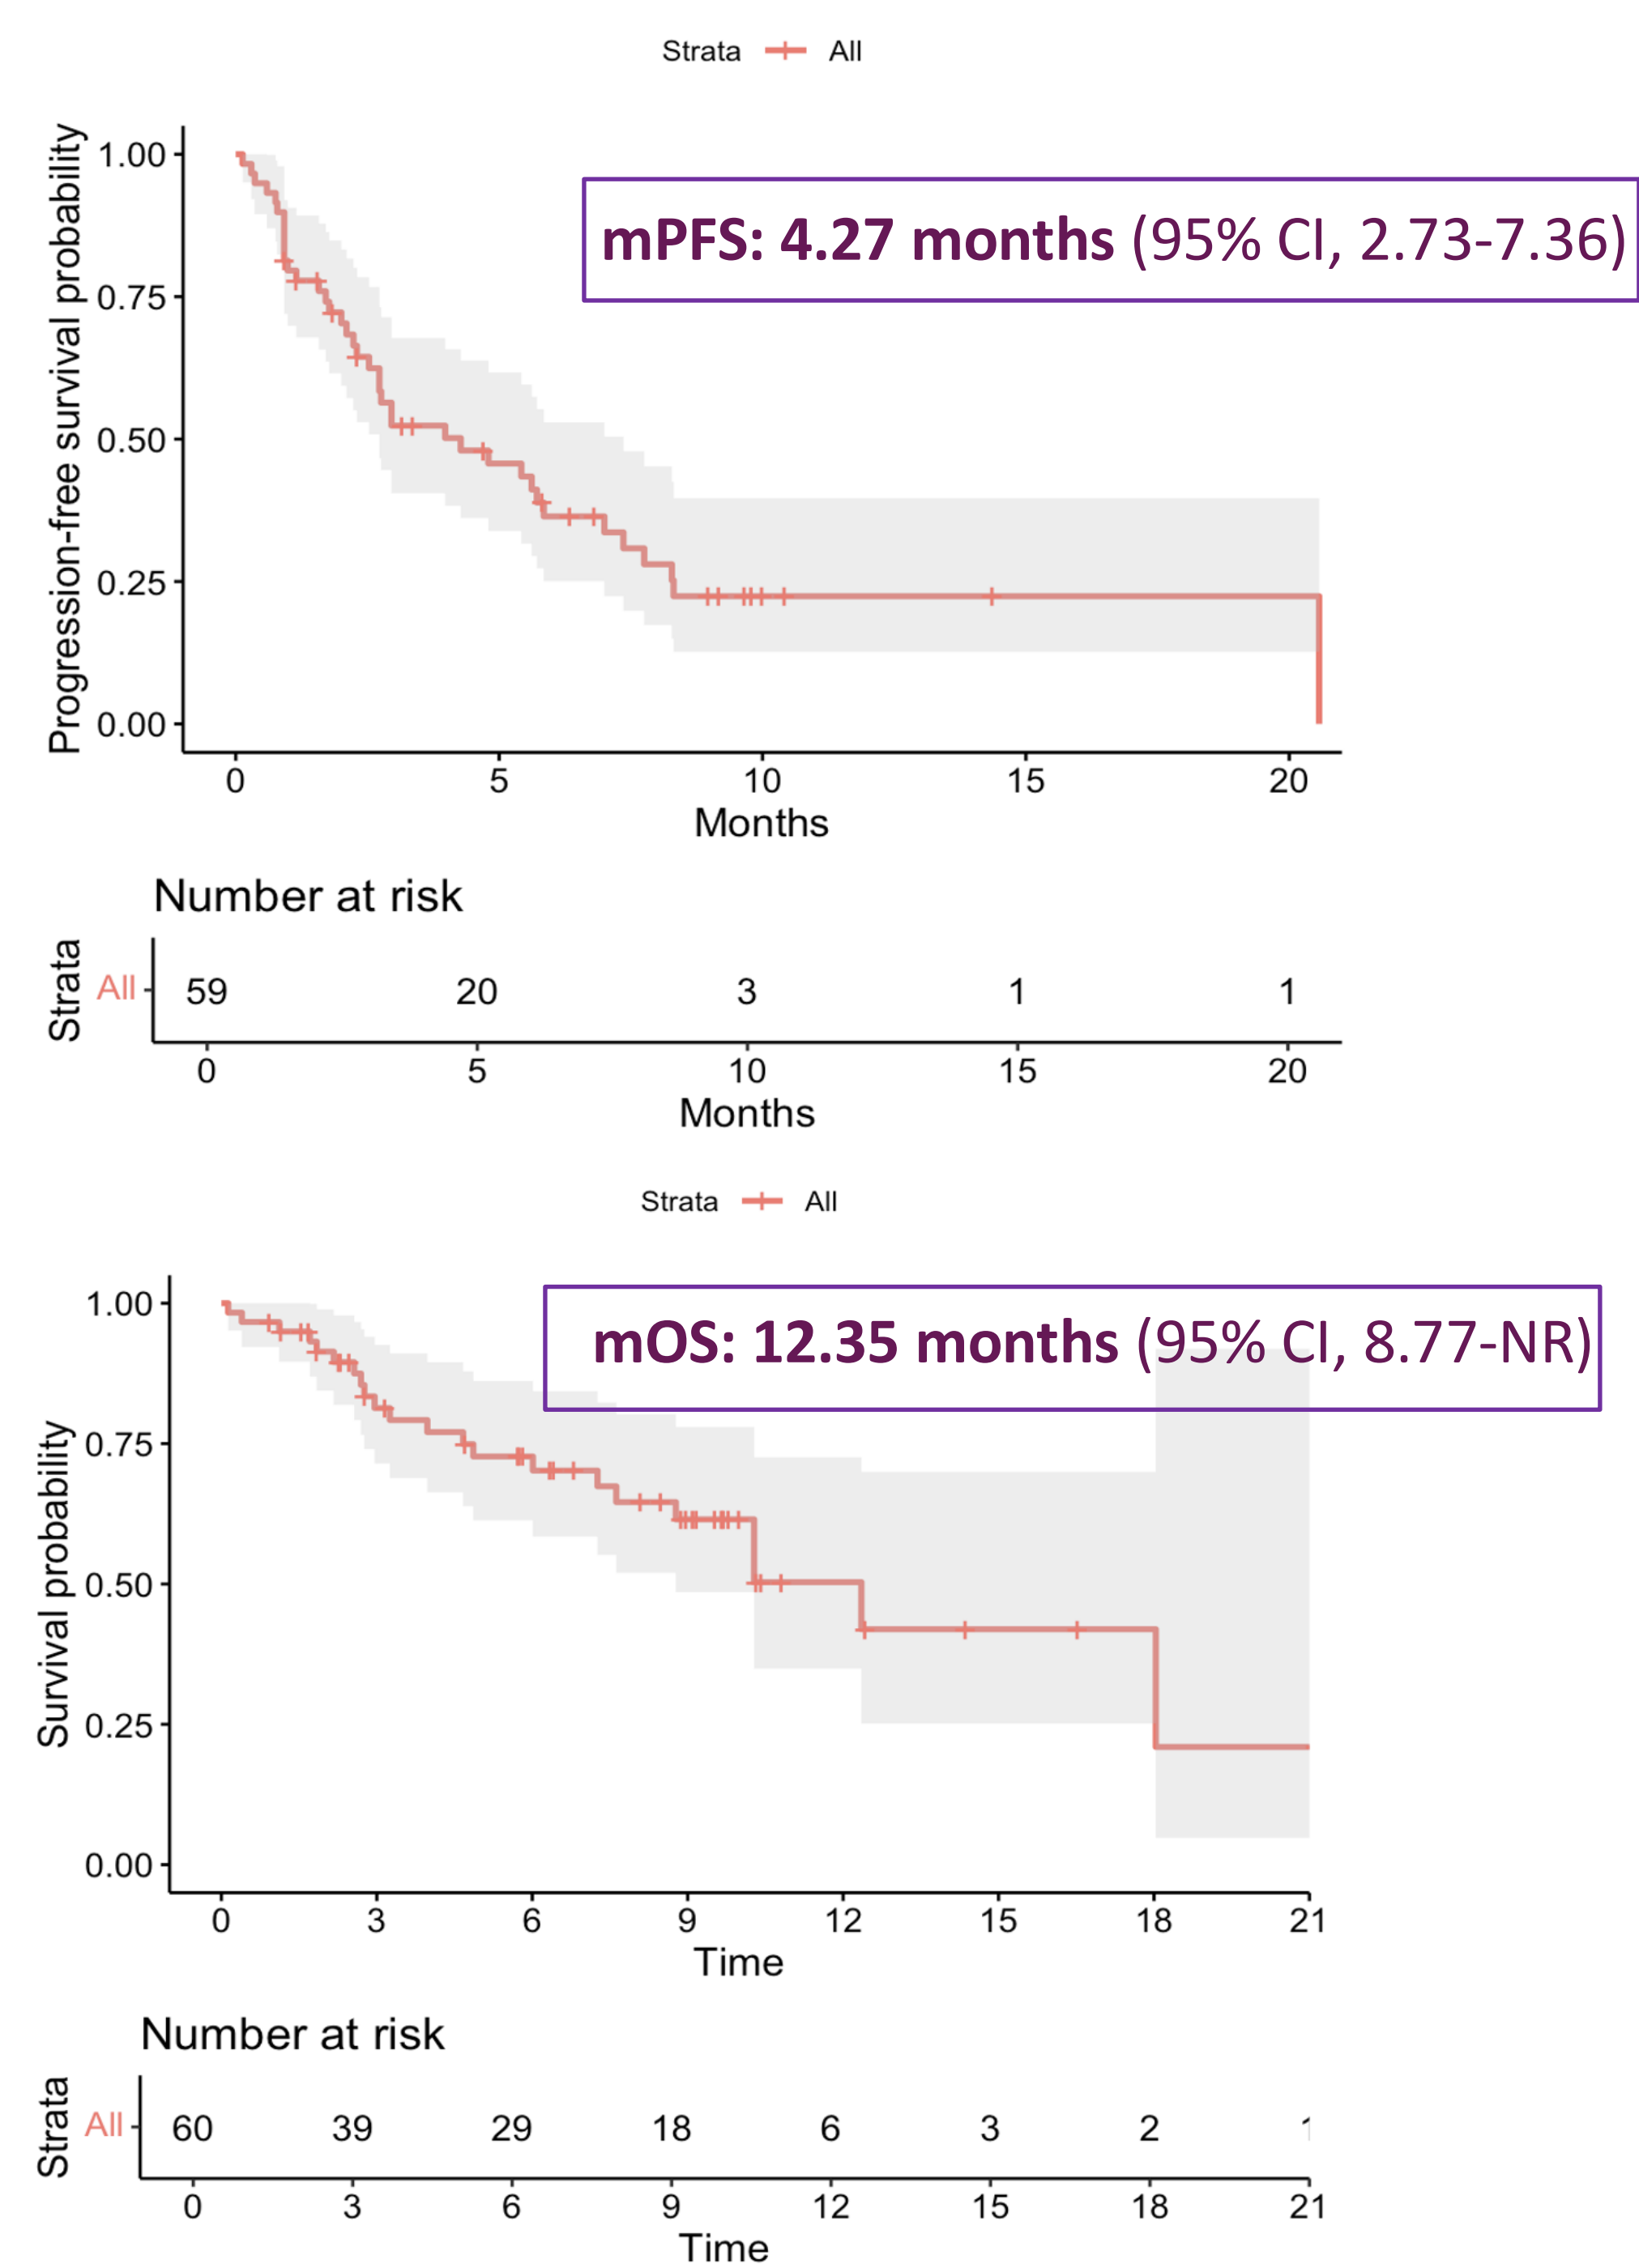 Strata All
Progression-free survival probability
1.00
0.75
0.50
0.25
0.00
mPFS: 4.27 months (95% CI, 2.73-7.36)
0 5 10 15 20
Months
Number at risk
Strata
All 59 20 3 1 1
0 5 10 15 20
Months
Strata All
Survival probability
1.00
0.75
0.50
0.25
0.00
mOS: 12.35 months (95% CI, 8.77-NR)
0 3 6 9 12 15 18 21
Time
Number at risk
Strata
All 60 39 29 18 6 3 2
0 3 6 9 12 15 18 21
Time